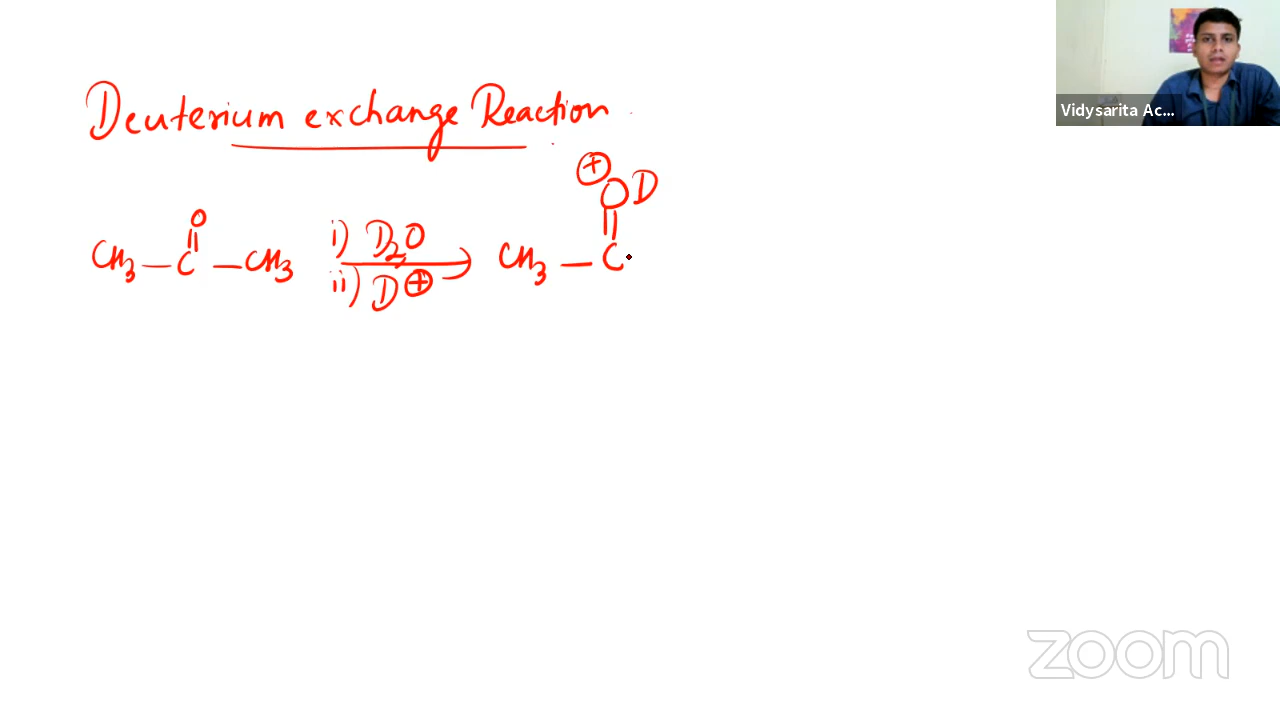 Deuterium exchange Reaction
Vidysarita Ac...
⊕
OD
O
||
||
CH₃ — C — CH₃
i) D₂O
ii) D⊕
CH₃ — C
zoom